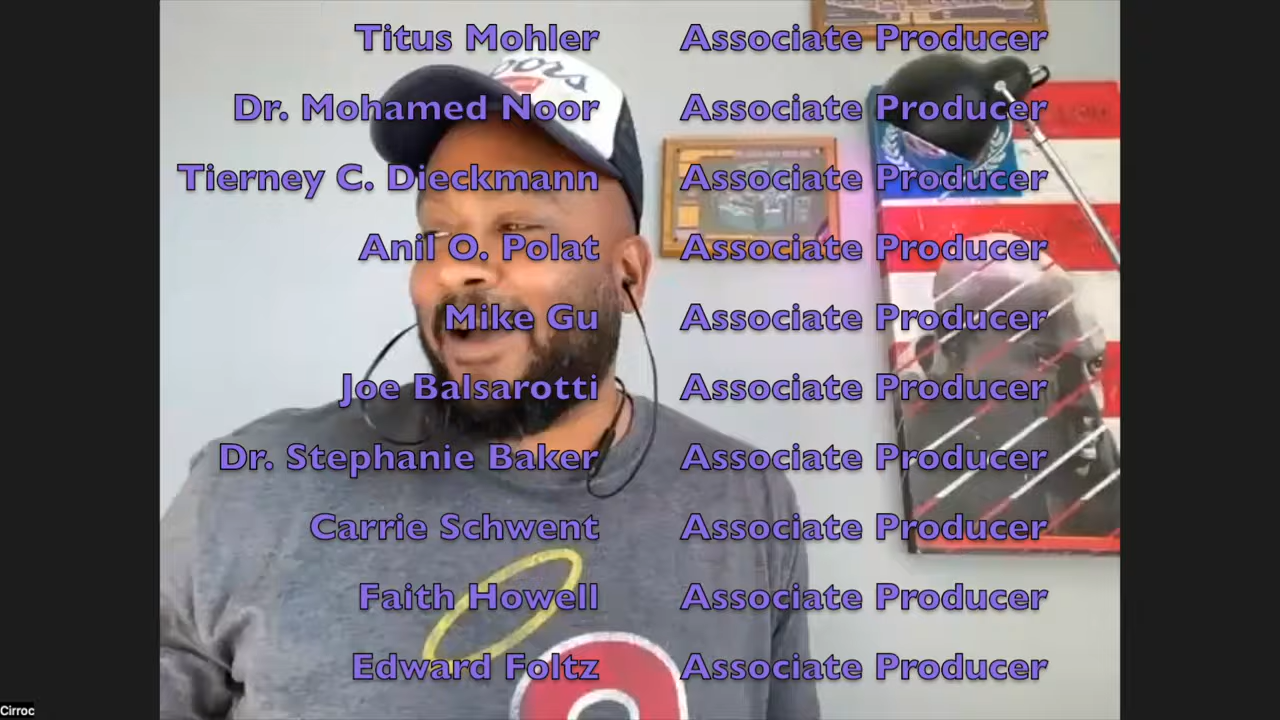 Titus Mohler Associate Producer
Dr. Mohamed Noor Associate Producer
Tierney C. Dieckmann Associate Producer
Anil O. Polat Associate Producer
Mike Gu Associate Producer
Joe Balsarotti Associate Producer
Dr. Stephanie Baker Associate Producer
Carrie Schwent Associate Producer
Faith Howell Associate Producer
Edward Foltz Associate Producer
Cirroc